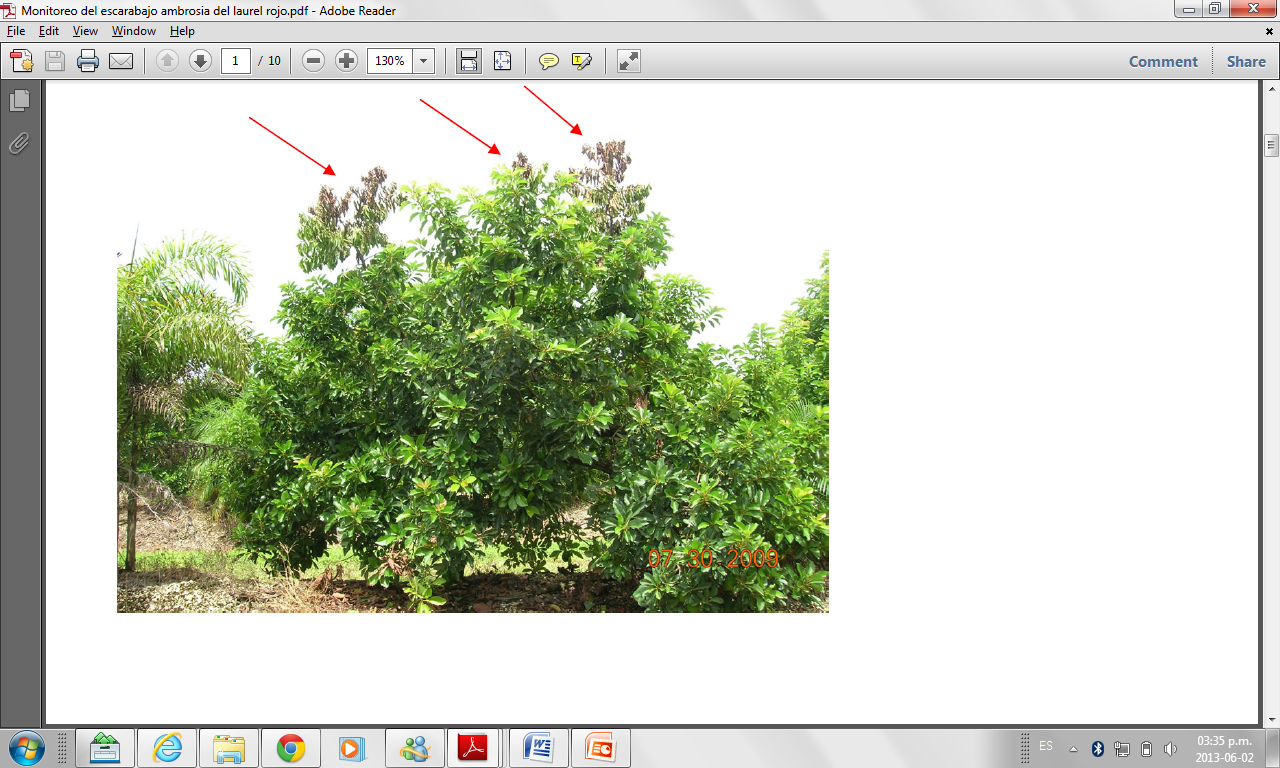 Monitoreo del escarabajo ambrosia del laurel rojo.pdf - Adobe Reader
File Edit View Window Help
1 / 10 130% Comment Share
07 30 2009
ES 03:35 p.m.
2013-06-02